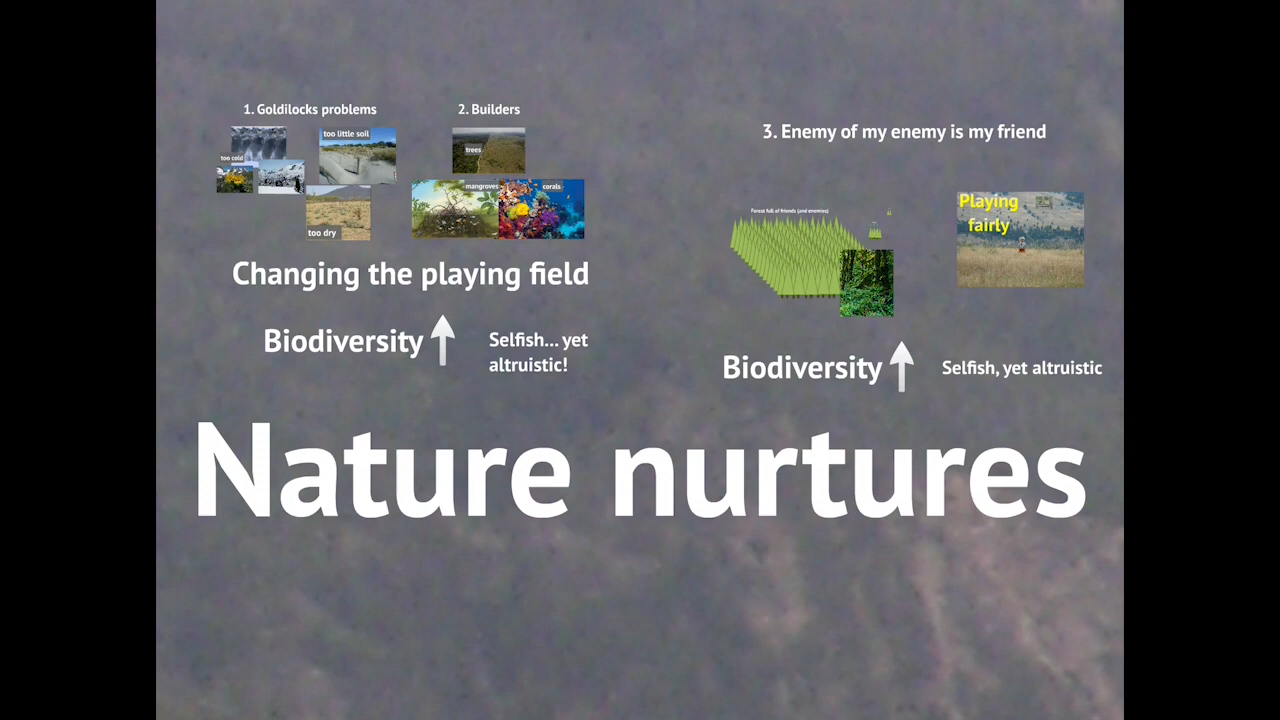 1. Goldilocks problems
too cold
too little soil
too dry
2. Builders
trees
mangroves
corals
Changing the playing field
Biodiversity
Selfish... yet
altruistic!
3. Enemy of my enemy is my friend
Forest full of friends (and enemies)
Playing
fairly
Biodiversity
Selfish, yet altruistic
Nature nurtures